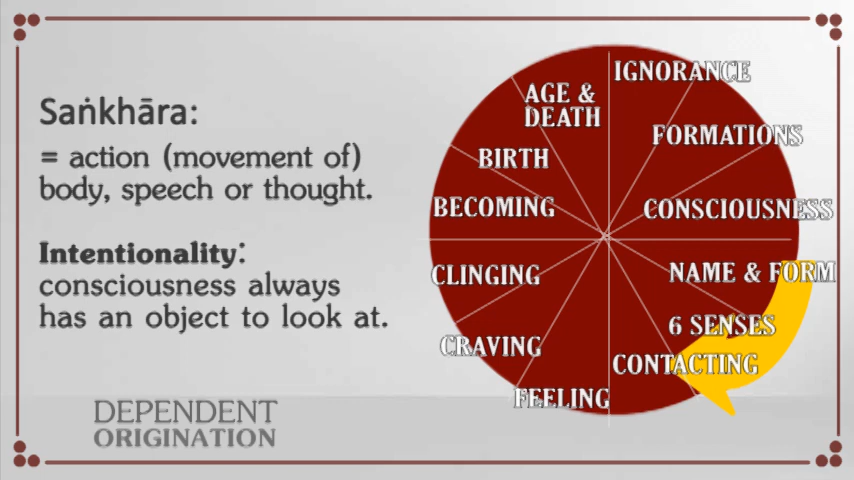 Saṅkhāra:
= action (movement of)
body, speech or thought.
Intentionality:
consciousness always
has an object to look at.
DEPENDENT
ORIGINATION
IGNORANCE
FORMATIONS
CONSCIOUSNESS
NAME & FORM
6 SENSES
CONTACTING
FEELING
CRAVING
CLINGING
BECOMING
BIRTH
AGE &
DEATH